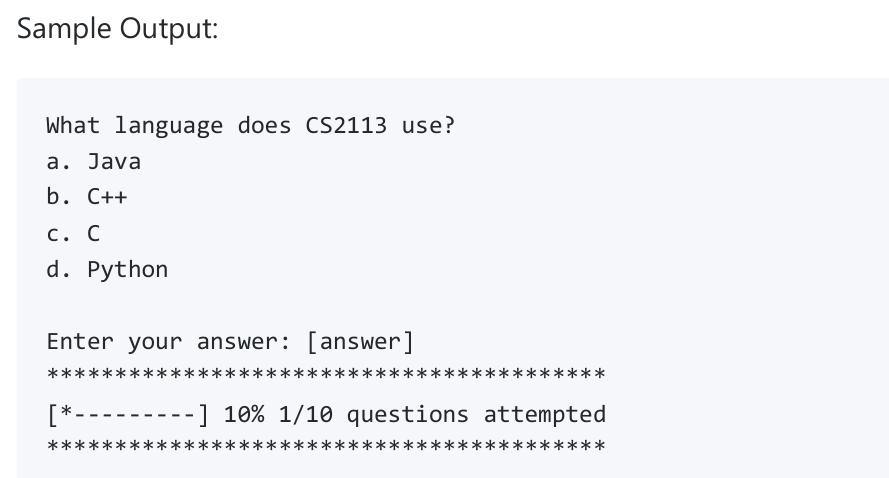 Sample Output:
What language does CS2113 use?
a. Java
b. C++
c. C
d. Python
Enter your answer: [answer]
*****************************************
[*---------] 10% 1/10 questions attempted
*****************************************